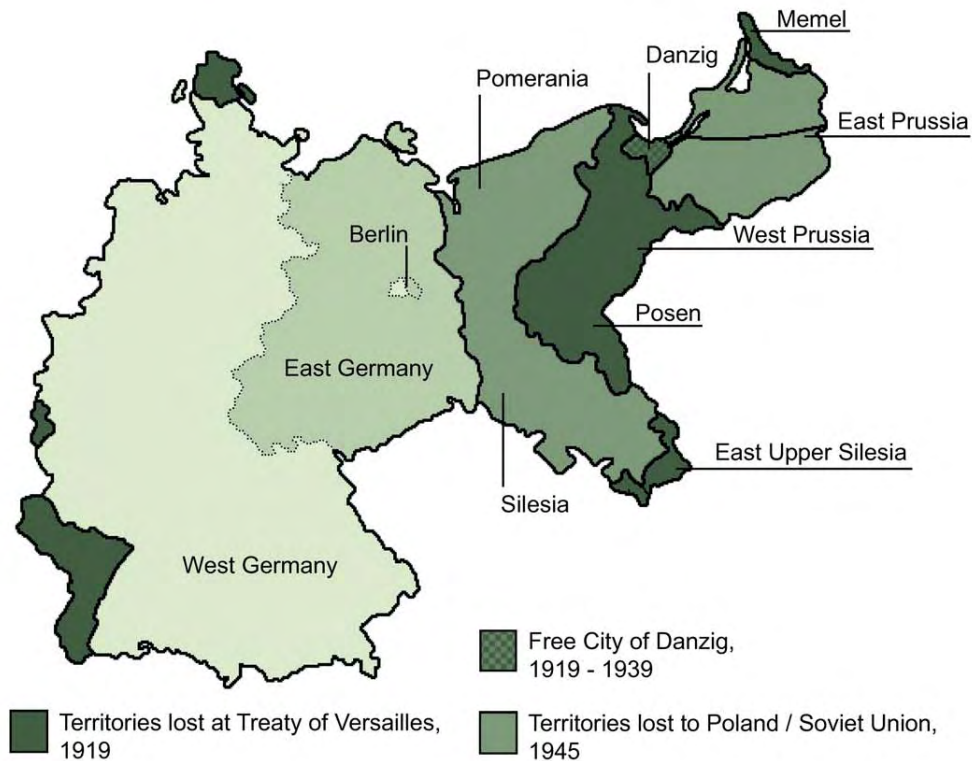 Memel
Danzig
Pomerania
East Prussia
Berlin
West Prussia
Posen
East Germany
East Upper Silesia
Silesia
West Germany
Free City of Danzig,
1919 - 1939
Territories lost at Treaty of Versailles,
1919
Territories lost to Poland / Soviet Union,
1945